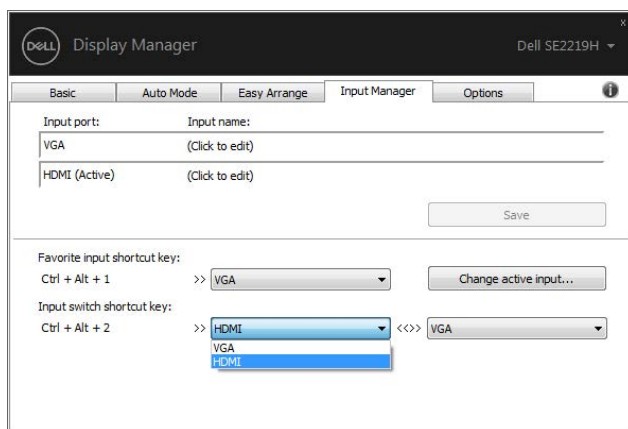 x
DELL Display Manager Dell SE2219H
Basic Auto Mode Easy Arrange Input Manager Options i
Input port: Input name:
VGA (Click to edit)
HDMI (Active) (Click to edit)
Save
Favorite input shortcut key:
Ctrl + Alt + 1 >> VGA Change active input...
Input switch shortcut key:
Ctrl + Alt + 2 >> HDMI <<>> VGA
VGA
HDMI